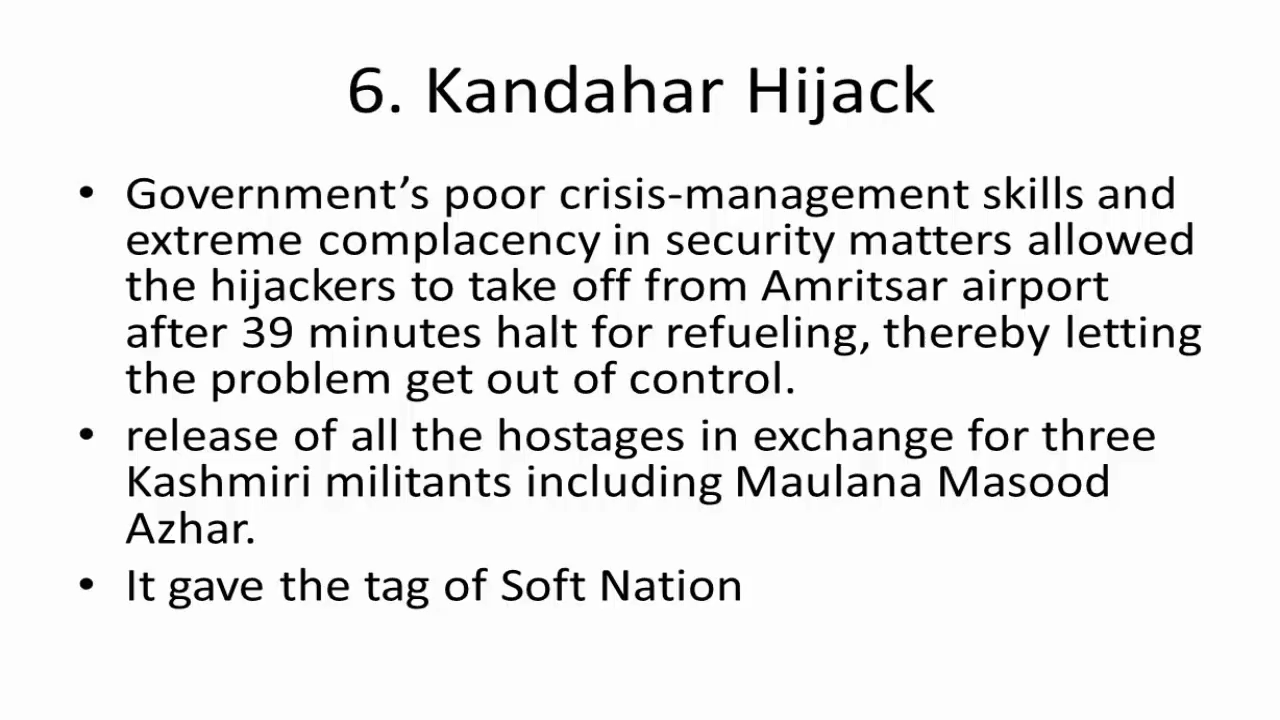 6. Kandahar Hijack
• Government’s poor crisis-management skills and
extreme complacency in security matters allowed
the hijackers to take off from Amritsar airport
after 39 minutes halt for refueling, thereby letting
the problem get out of control.
• release of all the hostages in exchange for three
Kashmiri militants including Maulana Masood
Azhar.
• It gave the tag of Soft Nation